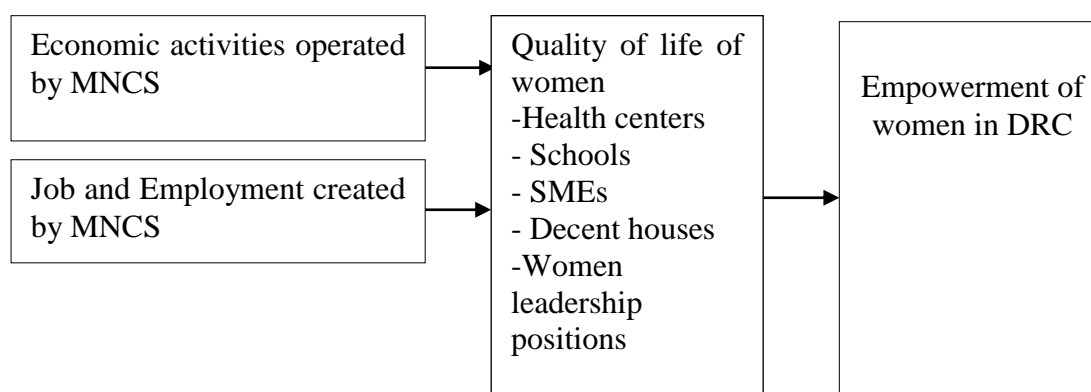 Economic activities operated
by MNCS
Job and Employment created
by MNCS
Quality of life of
women
-Health centers
- Schools
- SMEs
- Decent houses
-Women
leadership
positions
Empowerment of
women in DRC